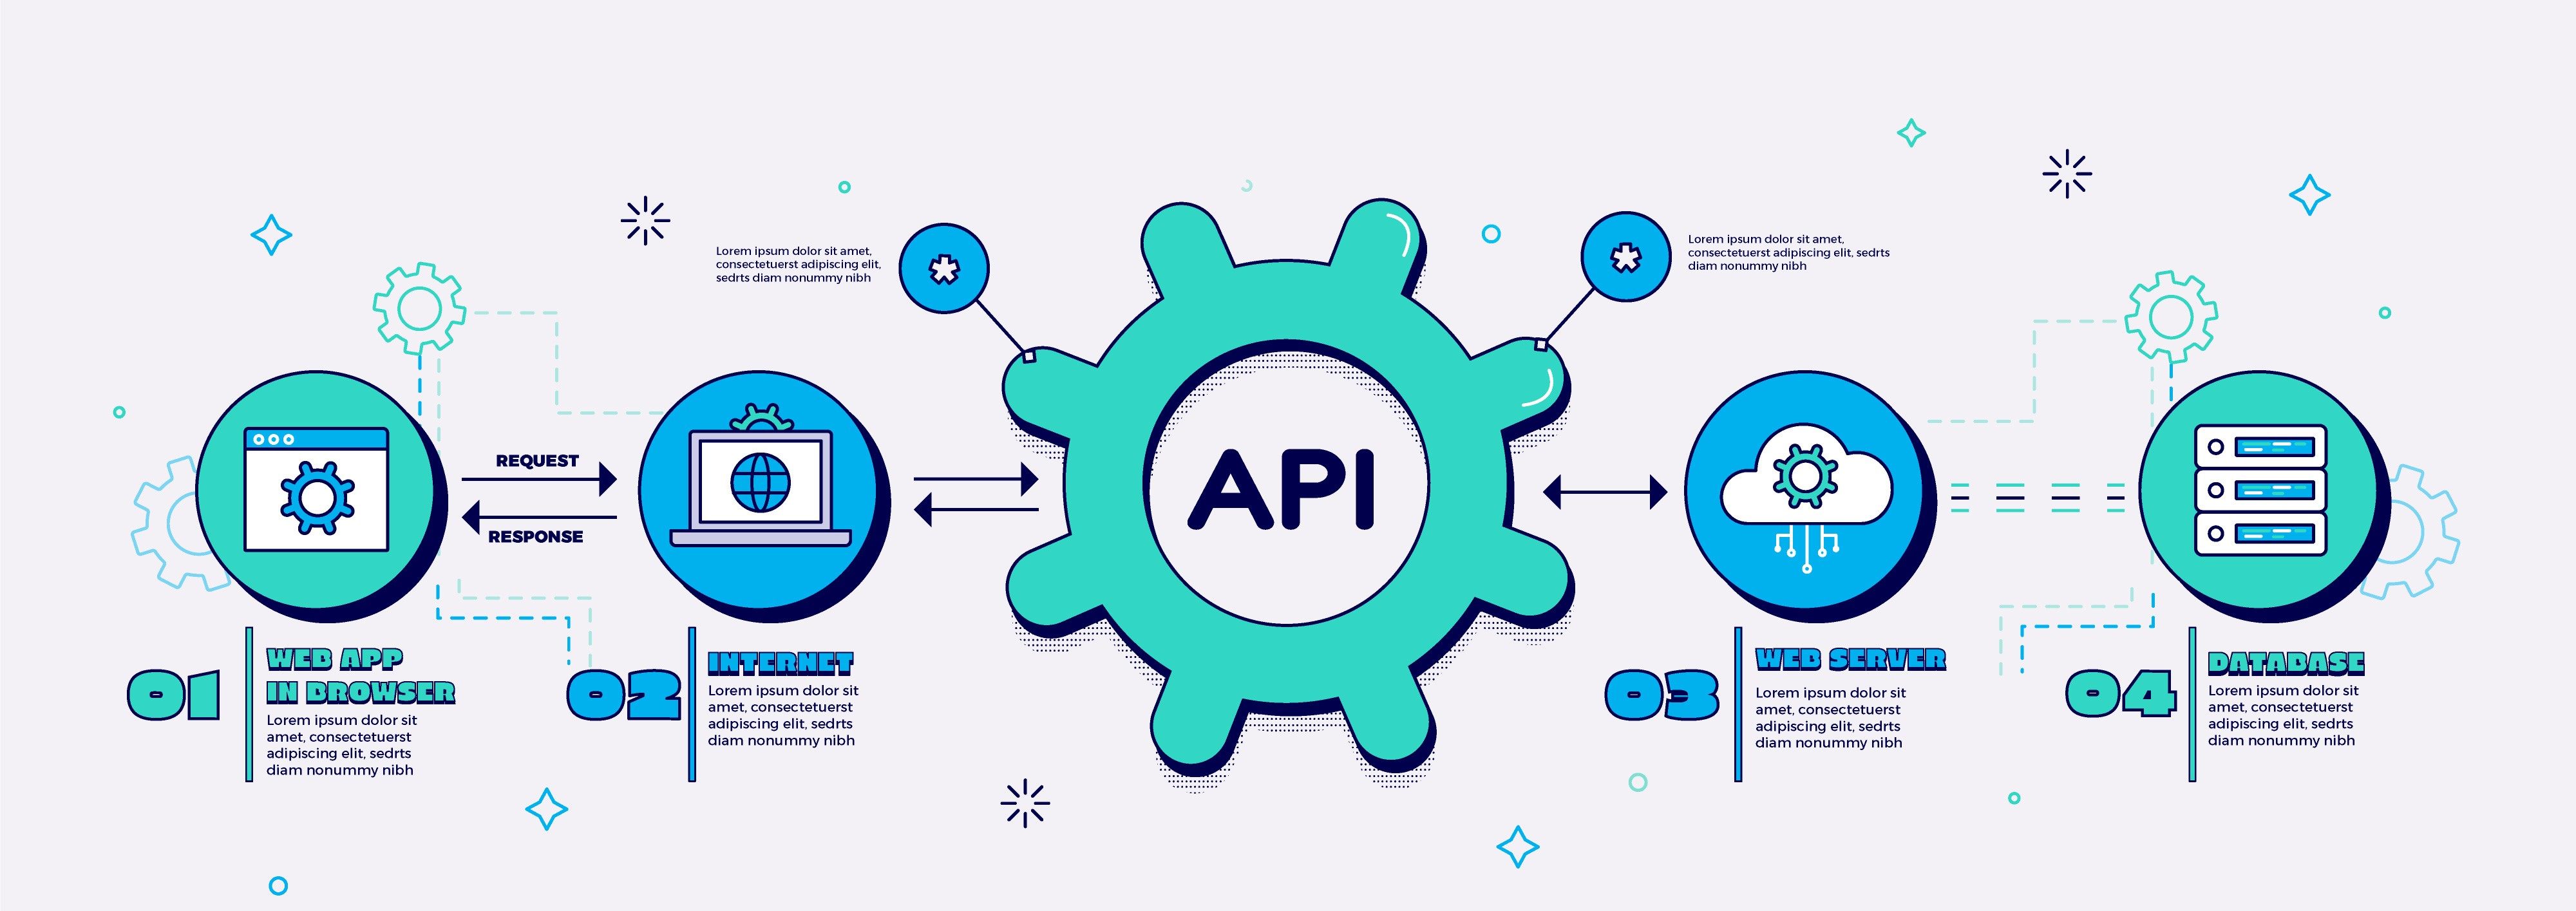 Lorem ipsum dolor sit amet,
consectetuerst adipiscing elit,
sedrts diam nonummy nibh
Lorem ipsum dolor sit amet,
consectetuerst adipiscing elit, sedrts
diam nonummy nibh
REQUEST
RESPONSE
API
01
WEB APP
IN BROWSER
Lorem ipsum dolor sit
amet, consectetuerst
adipiscing elit, sedrts
diam nonummy nibh
02
INTERNET
Lorem ipsum dolor sit
amet, consectetuerst
adipiscing elit, sedrts
diam nonummy nibh
03
WEB SERVER
Lorem ipsum dolor sit
amet, consectetuerst
adipiscing elit, sedrts
diam nonummy nibh
04
DATABASE
Lorem ipsum dolor sit
amet, consectetuerst
adipiscing elit, sedrts
diam nonummy nibh